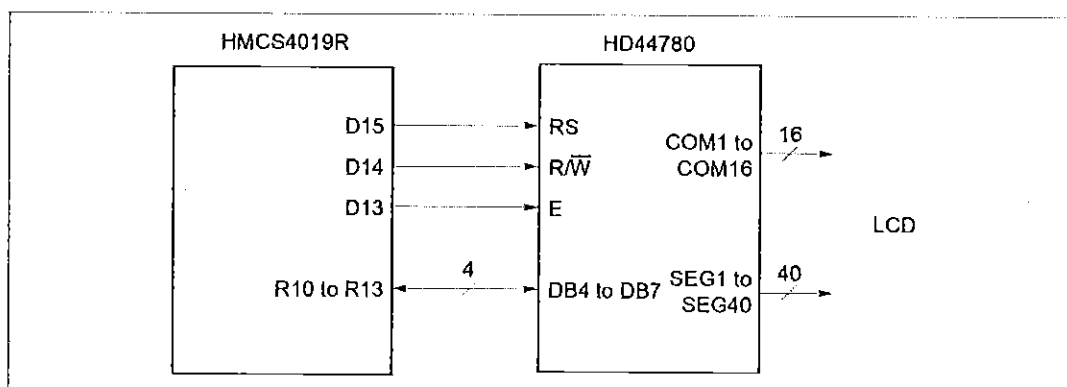 HMCS4019R
HD44780
D15
RS
D14
R/W̅
D13
E
R10 to R13
4
DB4 to DB7
COM1 to
COM16
16
SEG1 to
SEG40
40
LCD